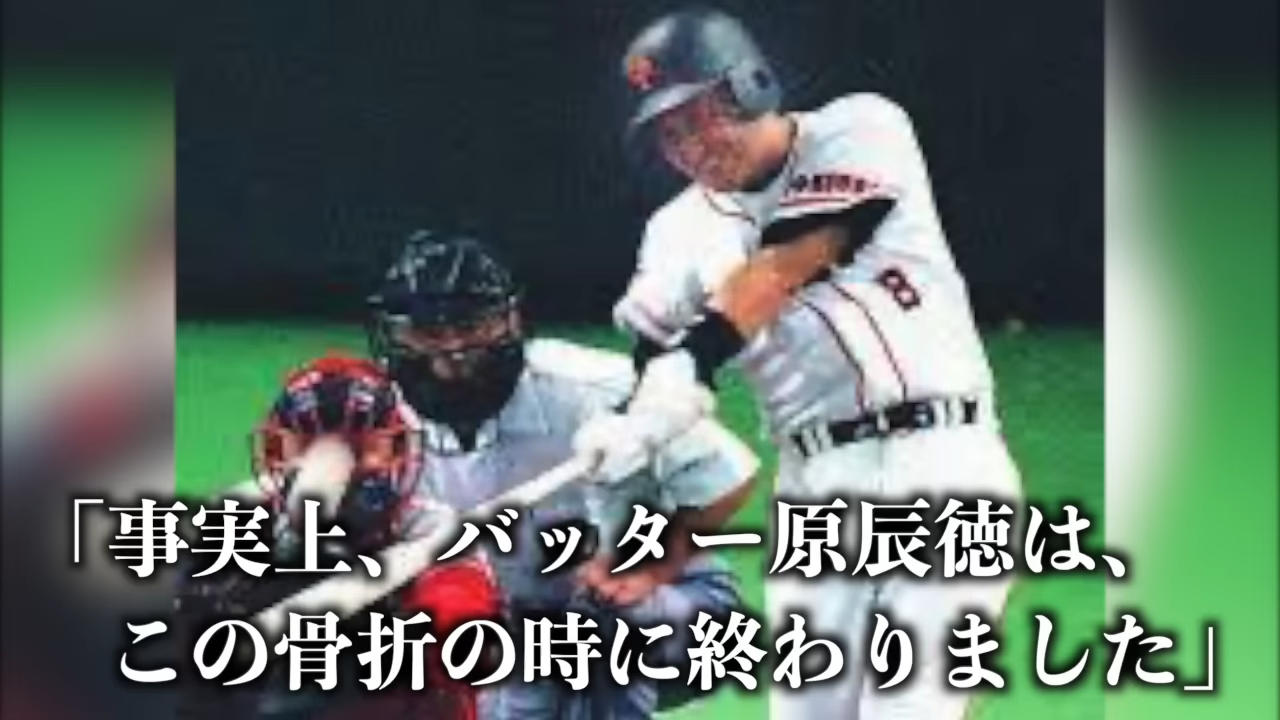 「事実上、バッター原辰徳は、
この骨折の時に終わりました」
8